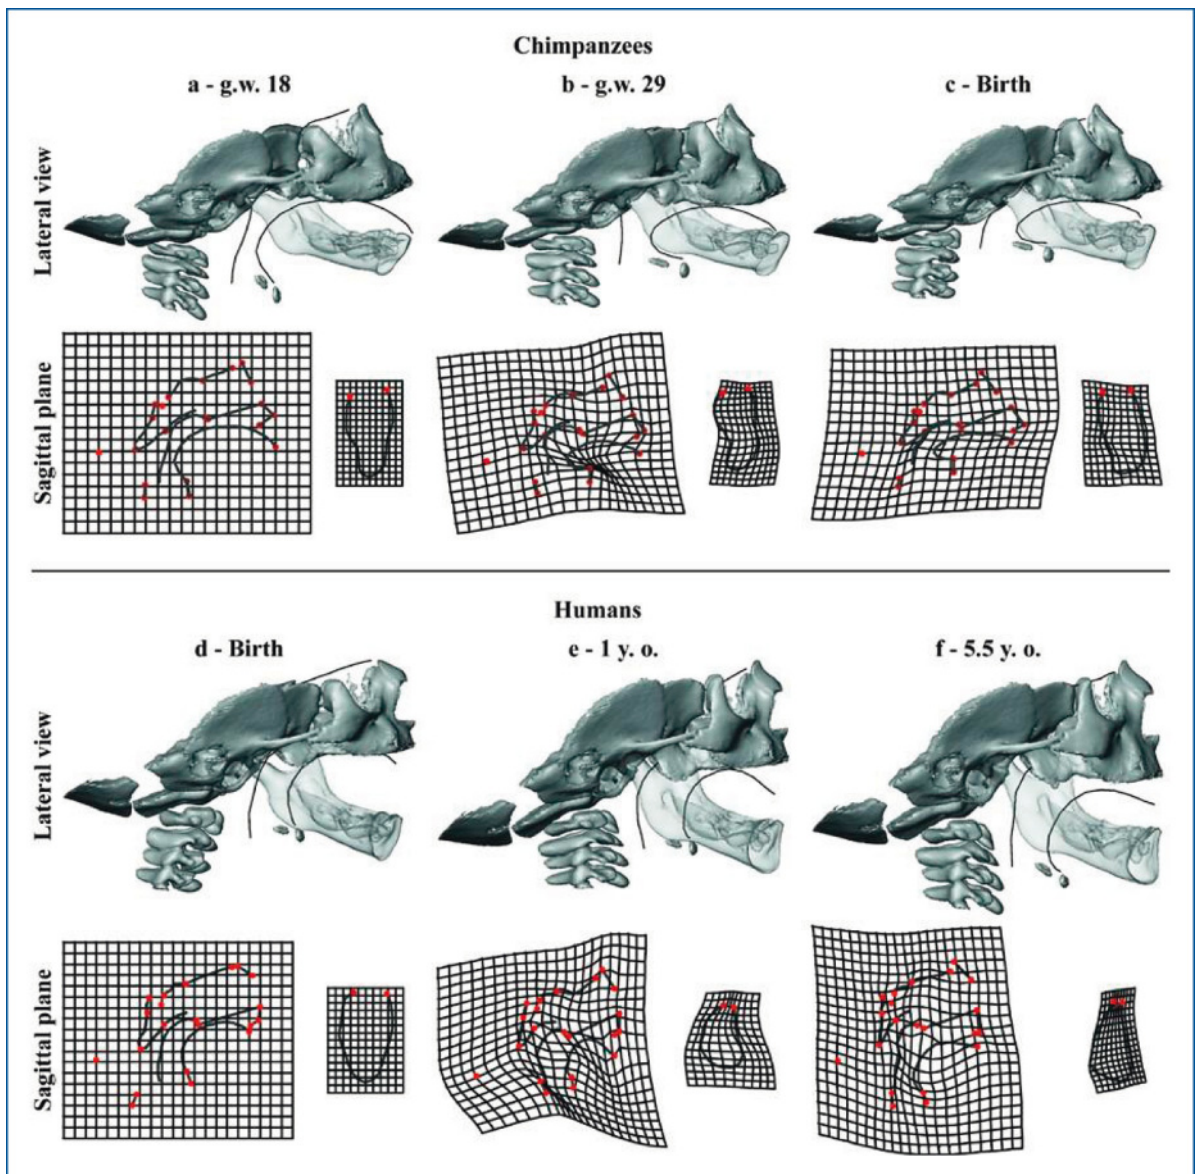 Chimpanzees
a - g.w. 18
b - g.w. 29
c - Birth
Lateral view
Sagittal plane
Humans
d - Birth
e - 1 y. o.
f - 5.5 y. o.
Lateral view
Sagittal plane